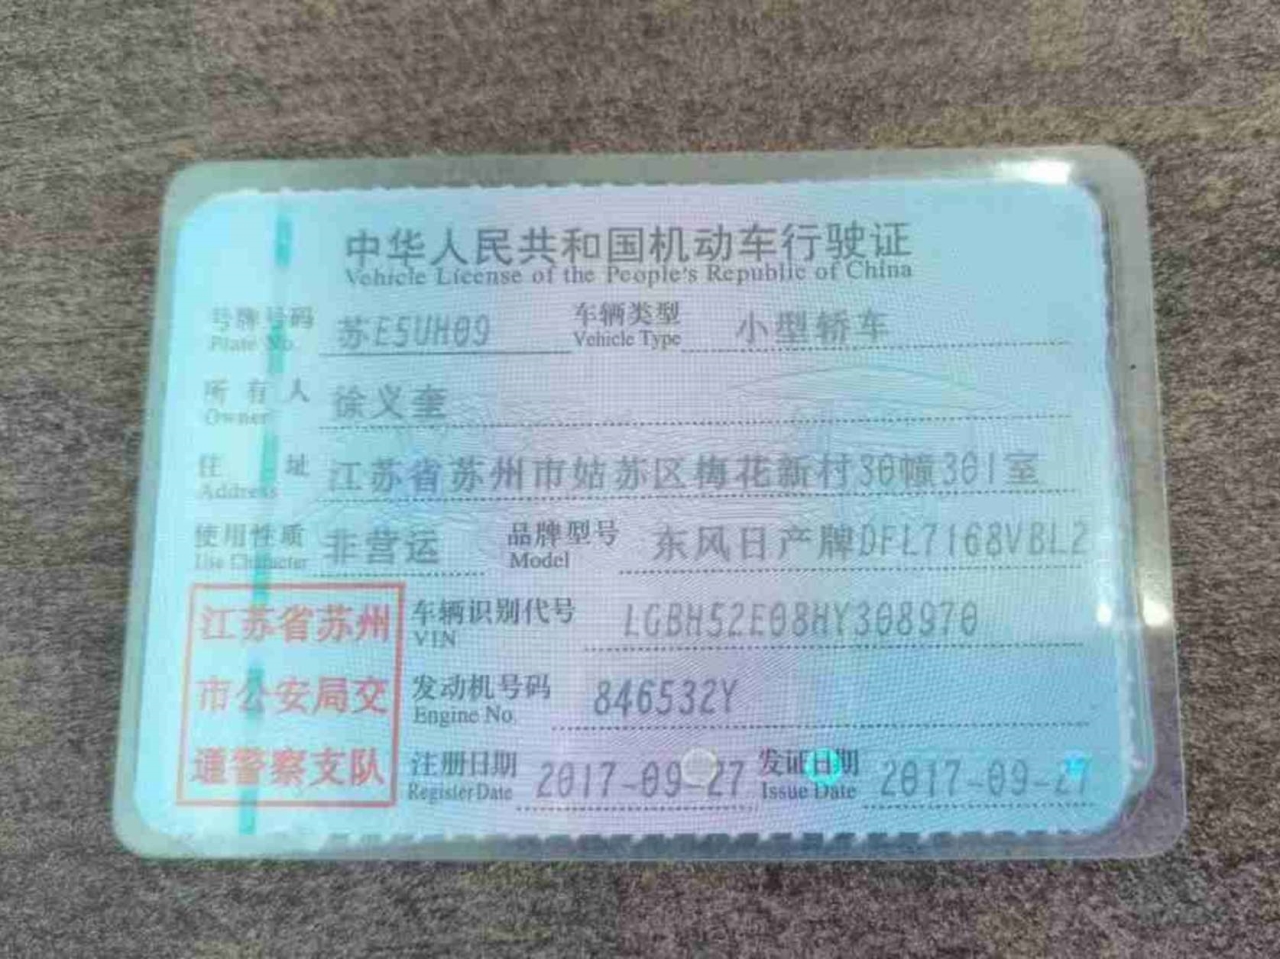 中华人民共和国机动车行驶证
Vehicle License of the People's Republic of China
号牌号码 苏E5UH09 车辆类型 小型轿车
Plate No. Vehicle Type
所有人 徐义奎
Owner
住址 江苏省苏州市姑苏区梅花新村30幢301室
Address
使用性质 非营运 品牌型号 东风日产牌DFL7168VBL2
Use Character Model
江苏省苏州
市公安局交
通警察支队
车辆识别代号 LGBH52E08HY308970
VIN
发动机号码 846532Y
Engine No.
注册日期 2017-09-27 发证日期 2017-09-27
Register Date Issue Date